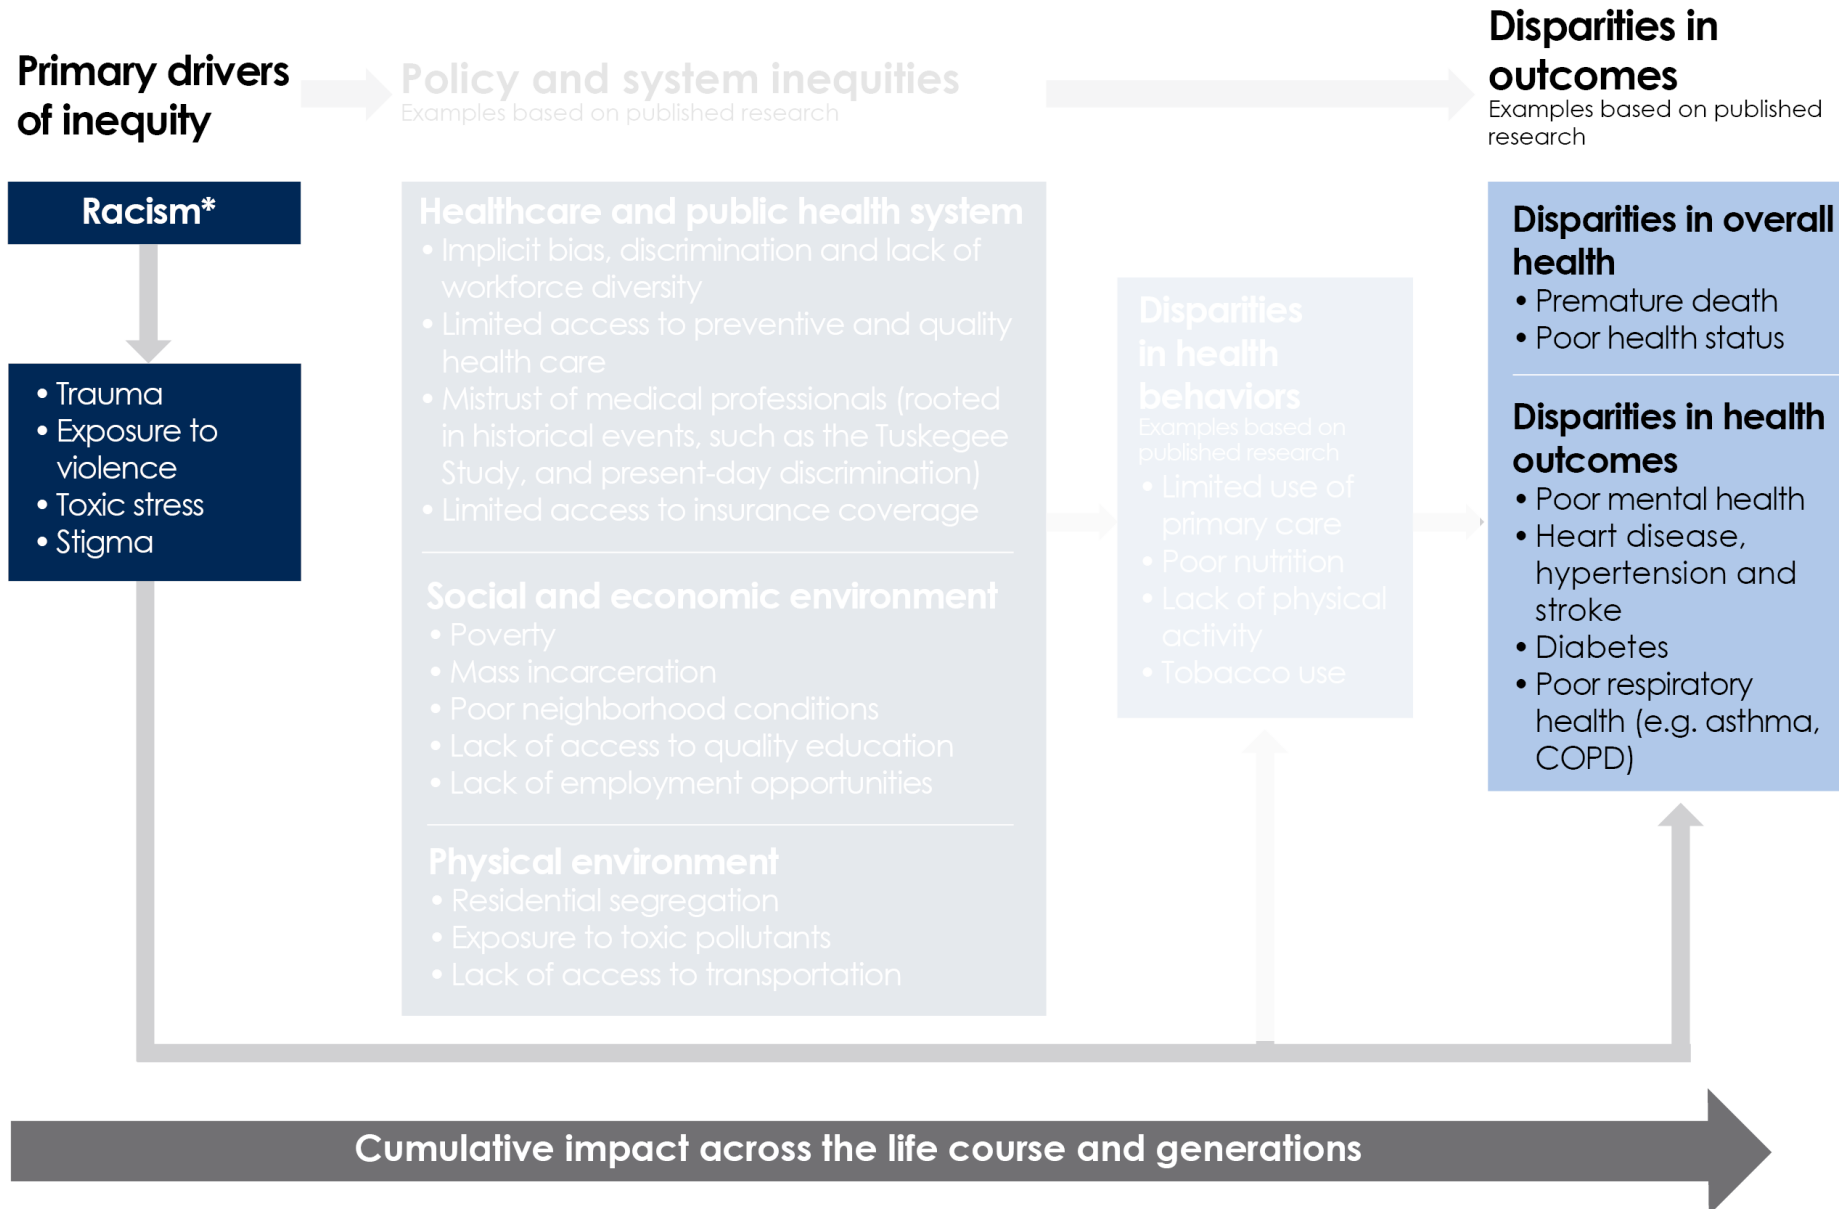 Primary drivers
of inequity
Policy and system inequities
Examples based on published research
Disparities in
outcomes
Examples based on published
research
Racism*
• Trauma
• Exposure to
violence
• Toxic stress
• Stigma
Healthcare and public health system
• Implicit bias, discrimination and lack of
workforce diversity
• Limited access to preventive and quality
health care
• Mistrust of medical professionals (rooted
in historical events, such as the Tuskegee
Study, and present-day discrimination)
• Limited access to insurance coverage
Social and economic environment
• Poverty
• Mass incarceration
• Poor neighborhood conditions
• Lack of access to quality education
• Lack of employment opportunities
Physical environment
• Residential segregation
• Exposure to toxic pollutants
• Lack of access to transportation
Disparities
in health
behaviors
Examples based on
published research
• Limited use of
primary care
• Poor nutrition
• Lack of physical
activity
• Tobacco use
Disparities in overall
health
• Premature death
• Poor health status
Disparities in health
outcomes
• Poor mental health
• Heart disease,
hypertension and
stroke
• Diabetes
• Poor respiratory
health (e.g. asthma,
COPD)
Cumulative impact across the life course and generations